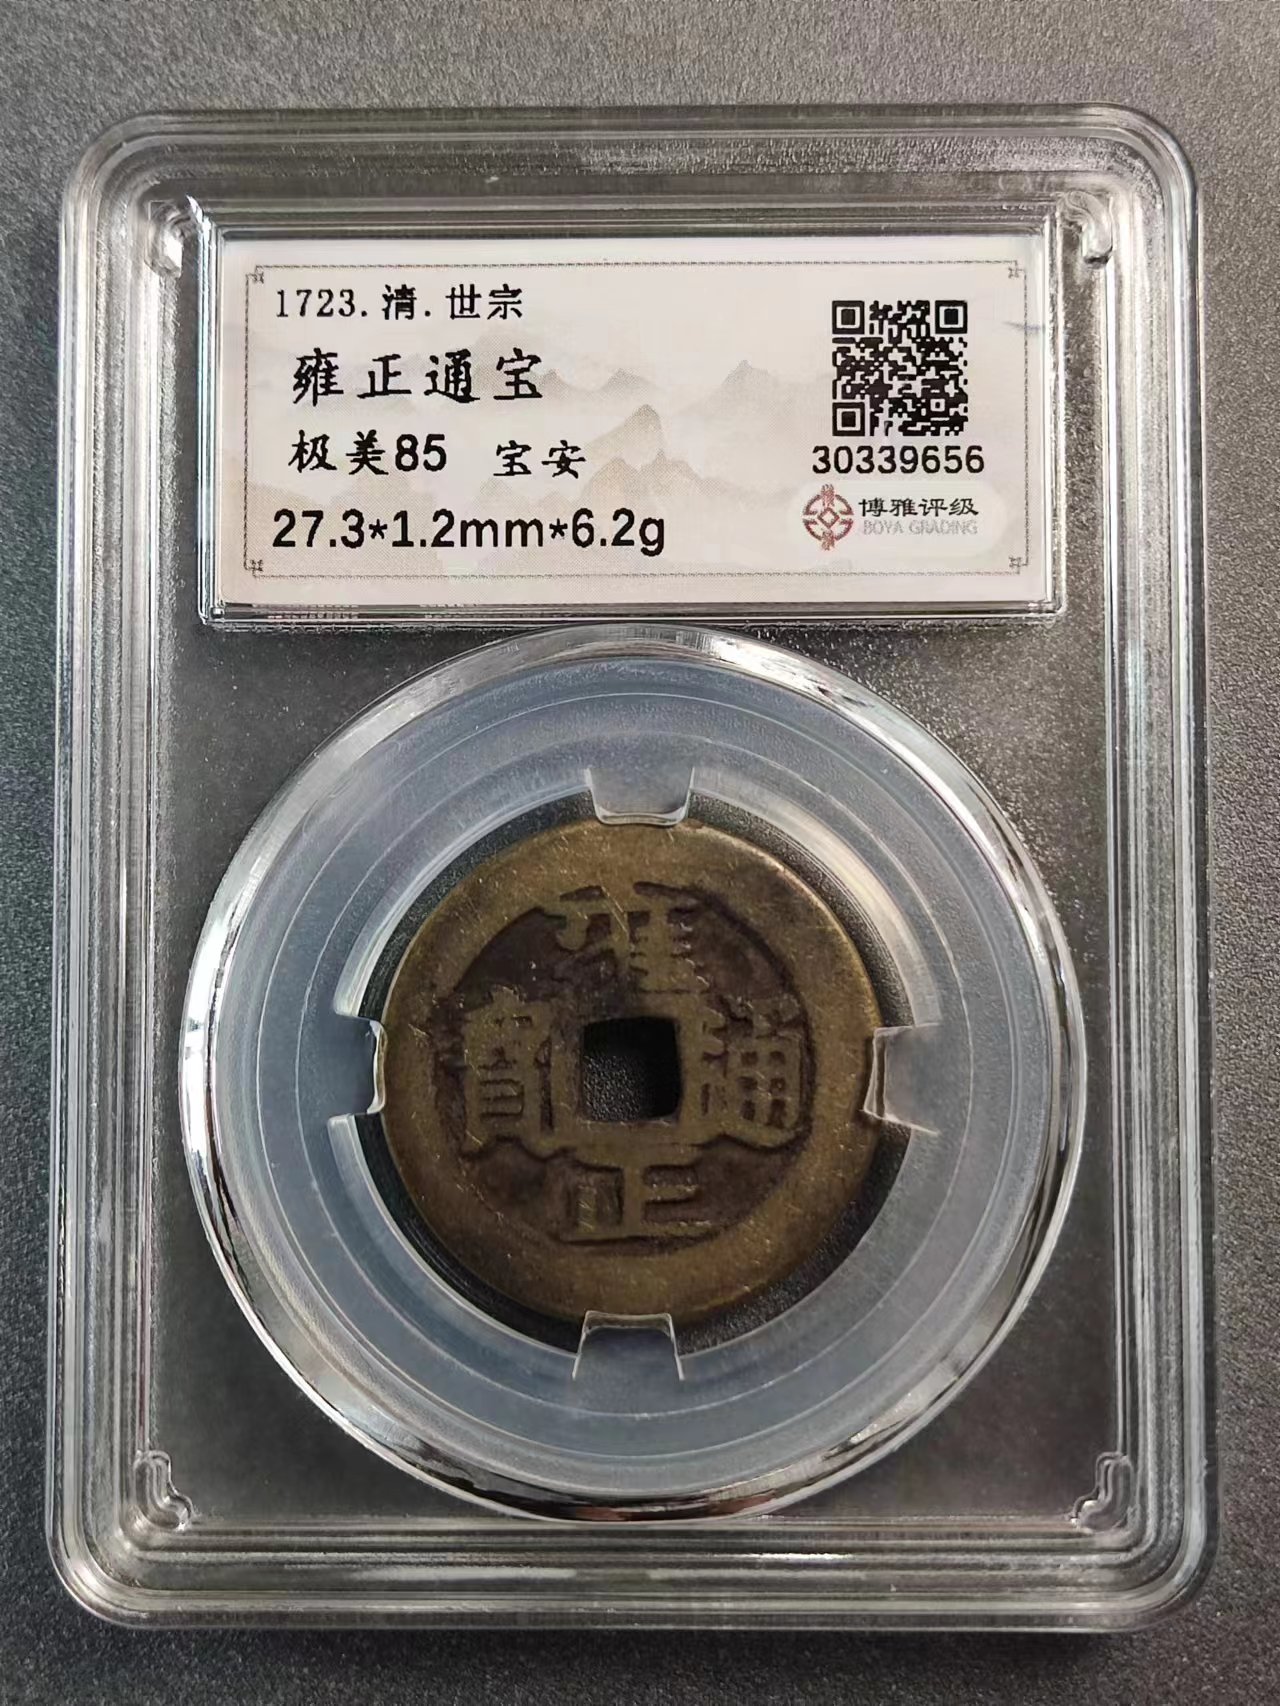 1723.清.世宗
雍正通宝
极美85 宝安
27.3*1.2mm*6.2g
30339656
博雅评级
BOYA GRADING
雍
寶 通
正